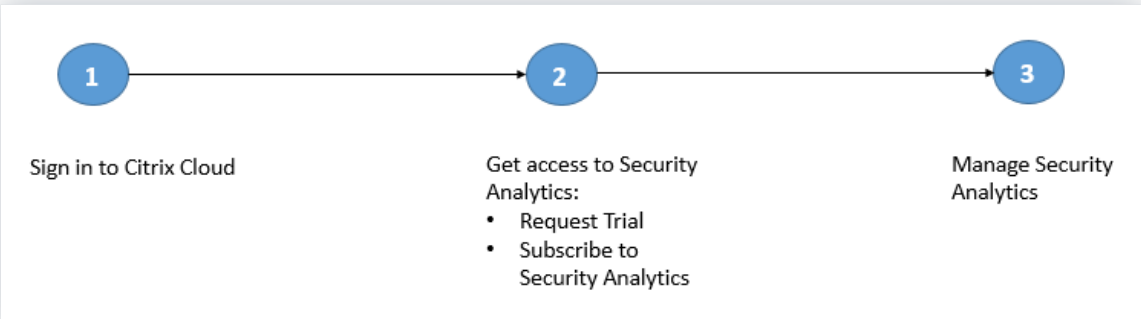 1
2
3
Sign in to Citrix Cloud
Get access to Security
Analytics:
• Request Trial
• Subscribe to
Security Analytics
Manage Security
Analytics